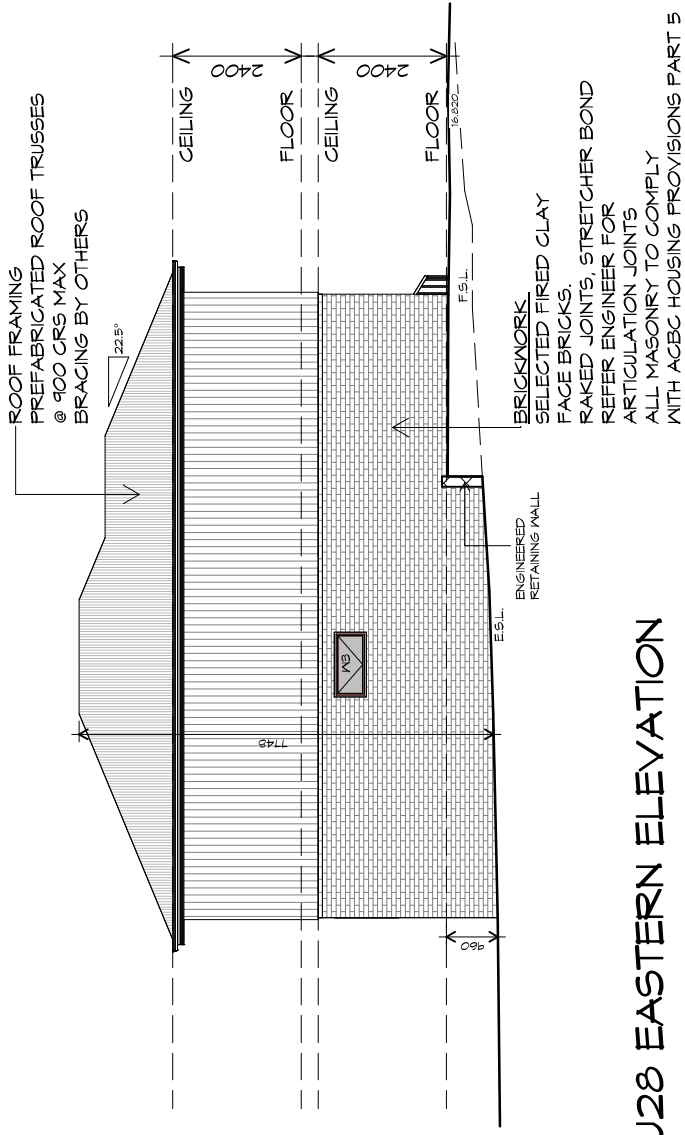 ROOF FRAMING
PREFABRICATED ROOF TRUSSES
@ 900 CRS MAX
BRACING BY OTHERS
22.5°
CEILING
2400
FLOOR
CEILING
2400
FLOOR
16.820
F.S.L.
W3
7748
960
E.S.L.
ENGINEERED
RETAINING WALL
BRICKWORK
SELECTED FIRED CLAY
FACE BRICKS.
RAKED JOINTS, STRETCHER BOND
REFER ENGINEER FOR
ARTICULATION JOINTS
ALL MASONRY TO COMPLY
WITH ACBC HOUSING PROVISIONS PART 5
U28 EASTERN ELEVATION